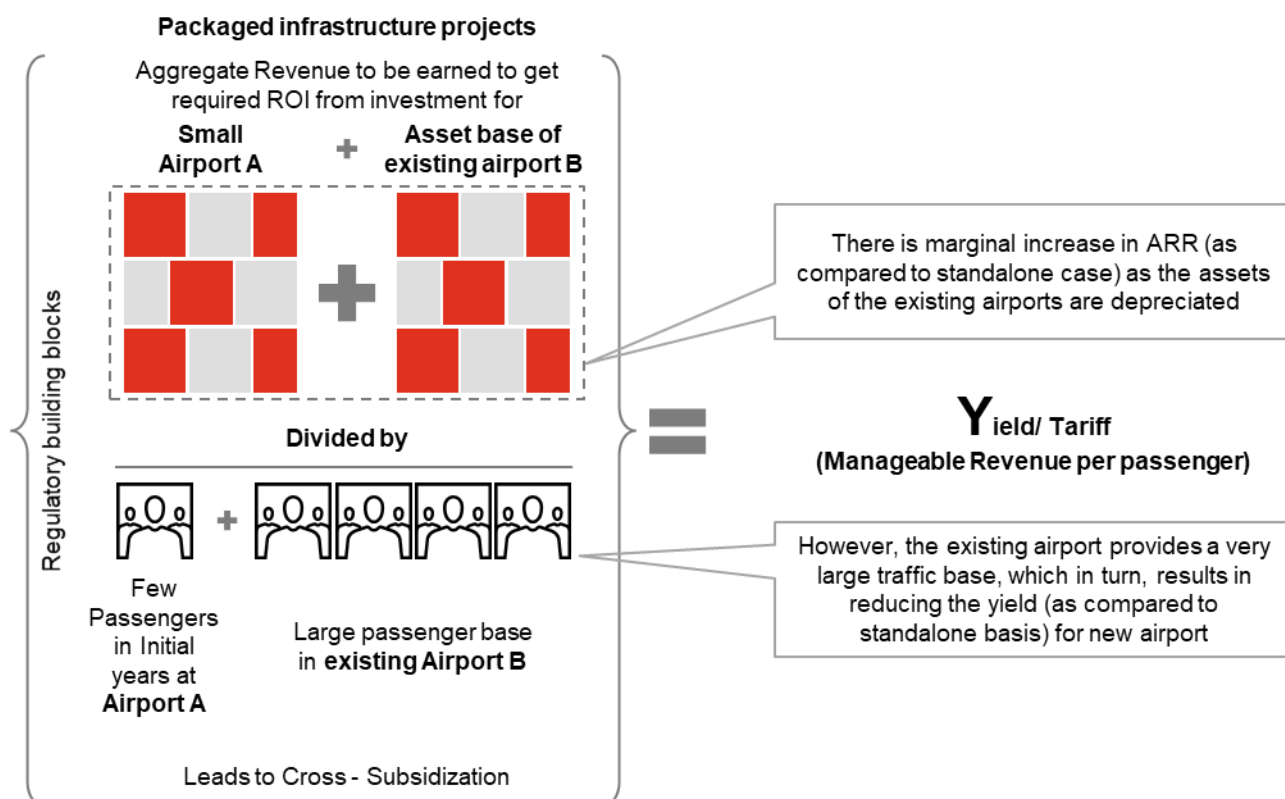 Packaged infrastructure projects
Aggregate Revenue to be earned to get
required ROI from investment for
Small
Airport A
+
Asset base of
existing airport B
+
Divided by
+
Few
Passengers
in Initial
years at
Airport A
Large passenger base
in existing Airport B
Leads to Cross - Subsidization
Regulatory building blocks
=
There is marginal increase in ARR (as
compared to standalone case) as the assets
of the existing airports are depreciated
Yield/ Tariff
(Manageable Revenue per passenger)
However, the existing airport provides a very
large traffic base, which in turn, results in
reducing the yield (as compared to
standalone basis) for new airport